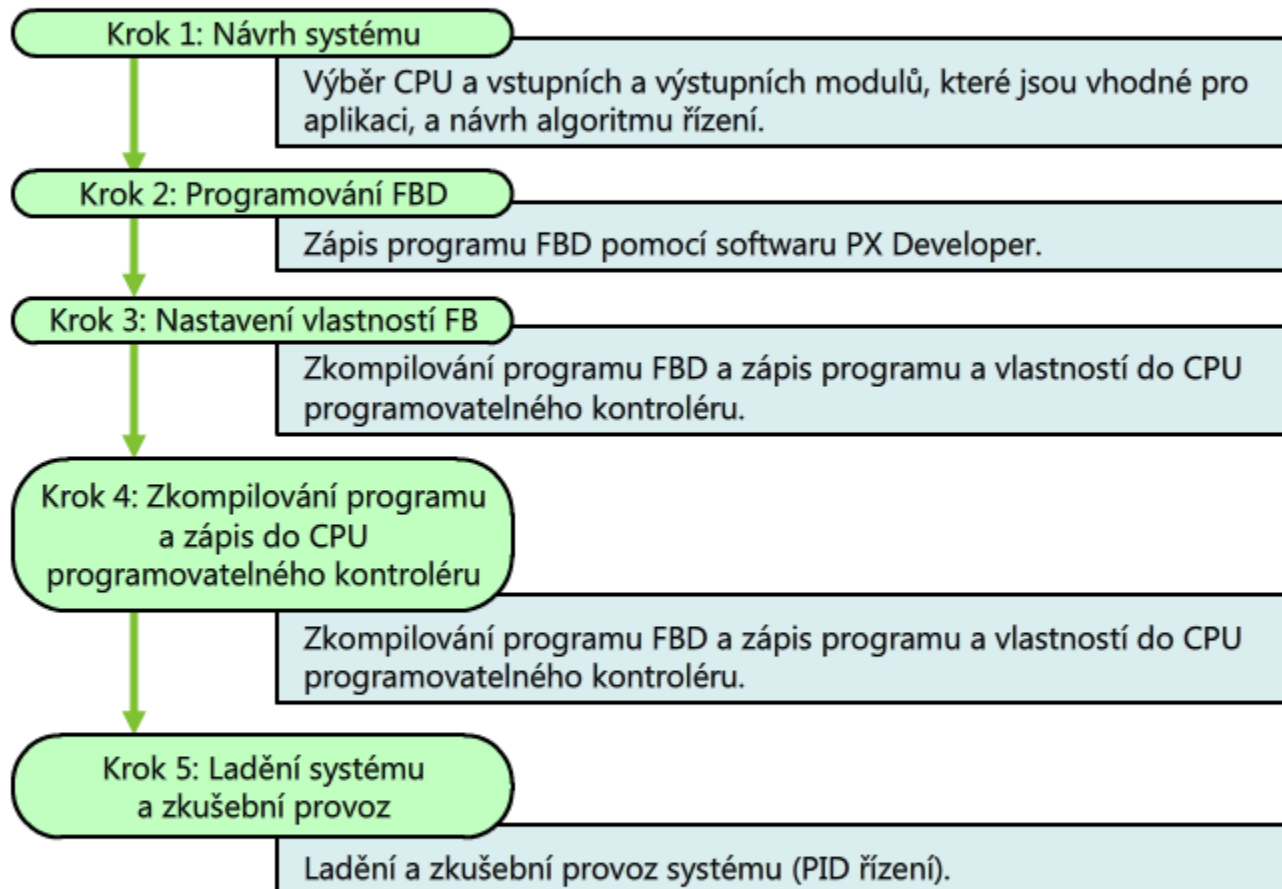 Krok 1: Návrh systému
Výběr CPU a vstupních a výstupních modulů, které jsou vhodné pro
aplikaci, a návrh algoritmu řízení.
Krok 2: Programování FBD
Zápis programu FBD pomocí softwaru PX Developer.
Krok 3: Nastavení vlastností FB
Zkompilování programu FBD a zápis programu a vlastností do CPU
programovatelného kontroléru.
Krok 4: Zkompilování programu
a zápis do CPU
programovatelného kontroléru
Zkompilování programu FBD a zápis programu a vlastností do CPU
programovatelného kontroléru.
Krok 5: Ladění systému
a zkušební provoz
Ladění a zkušební provoz systému (PID řízení).